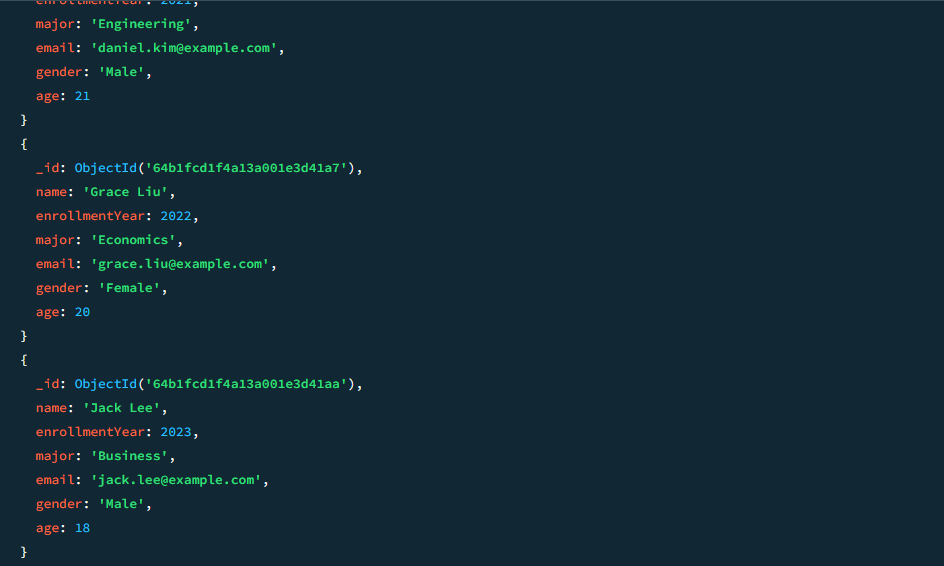 enrollmentYear: 2021,
major: 'Engineering',
email: 'daniel.kim@example.com',
gender: 'Male',
age: 21
}
{
_id: ObjectId('64b1fcd1f4a13a001e3d41a7'),
name: 'Grace Liu',
enrollmentYear: 2022,
major: 'Economics',
email: 'grace.liu@example.com',
gender: 'Female',
age: 20
}
{
_id: ObjectId('64b1fcd1f4a13a001e3d41aa'),
name: 'Jack Lee',
enrollmentYear: 2023,
major: 'Business',
email: 'jack.lee@example.com',
gender: 'Male',
age: 18
}